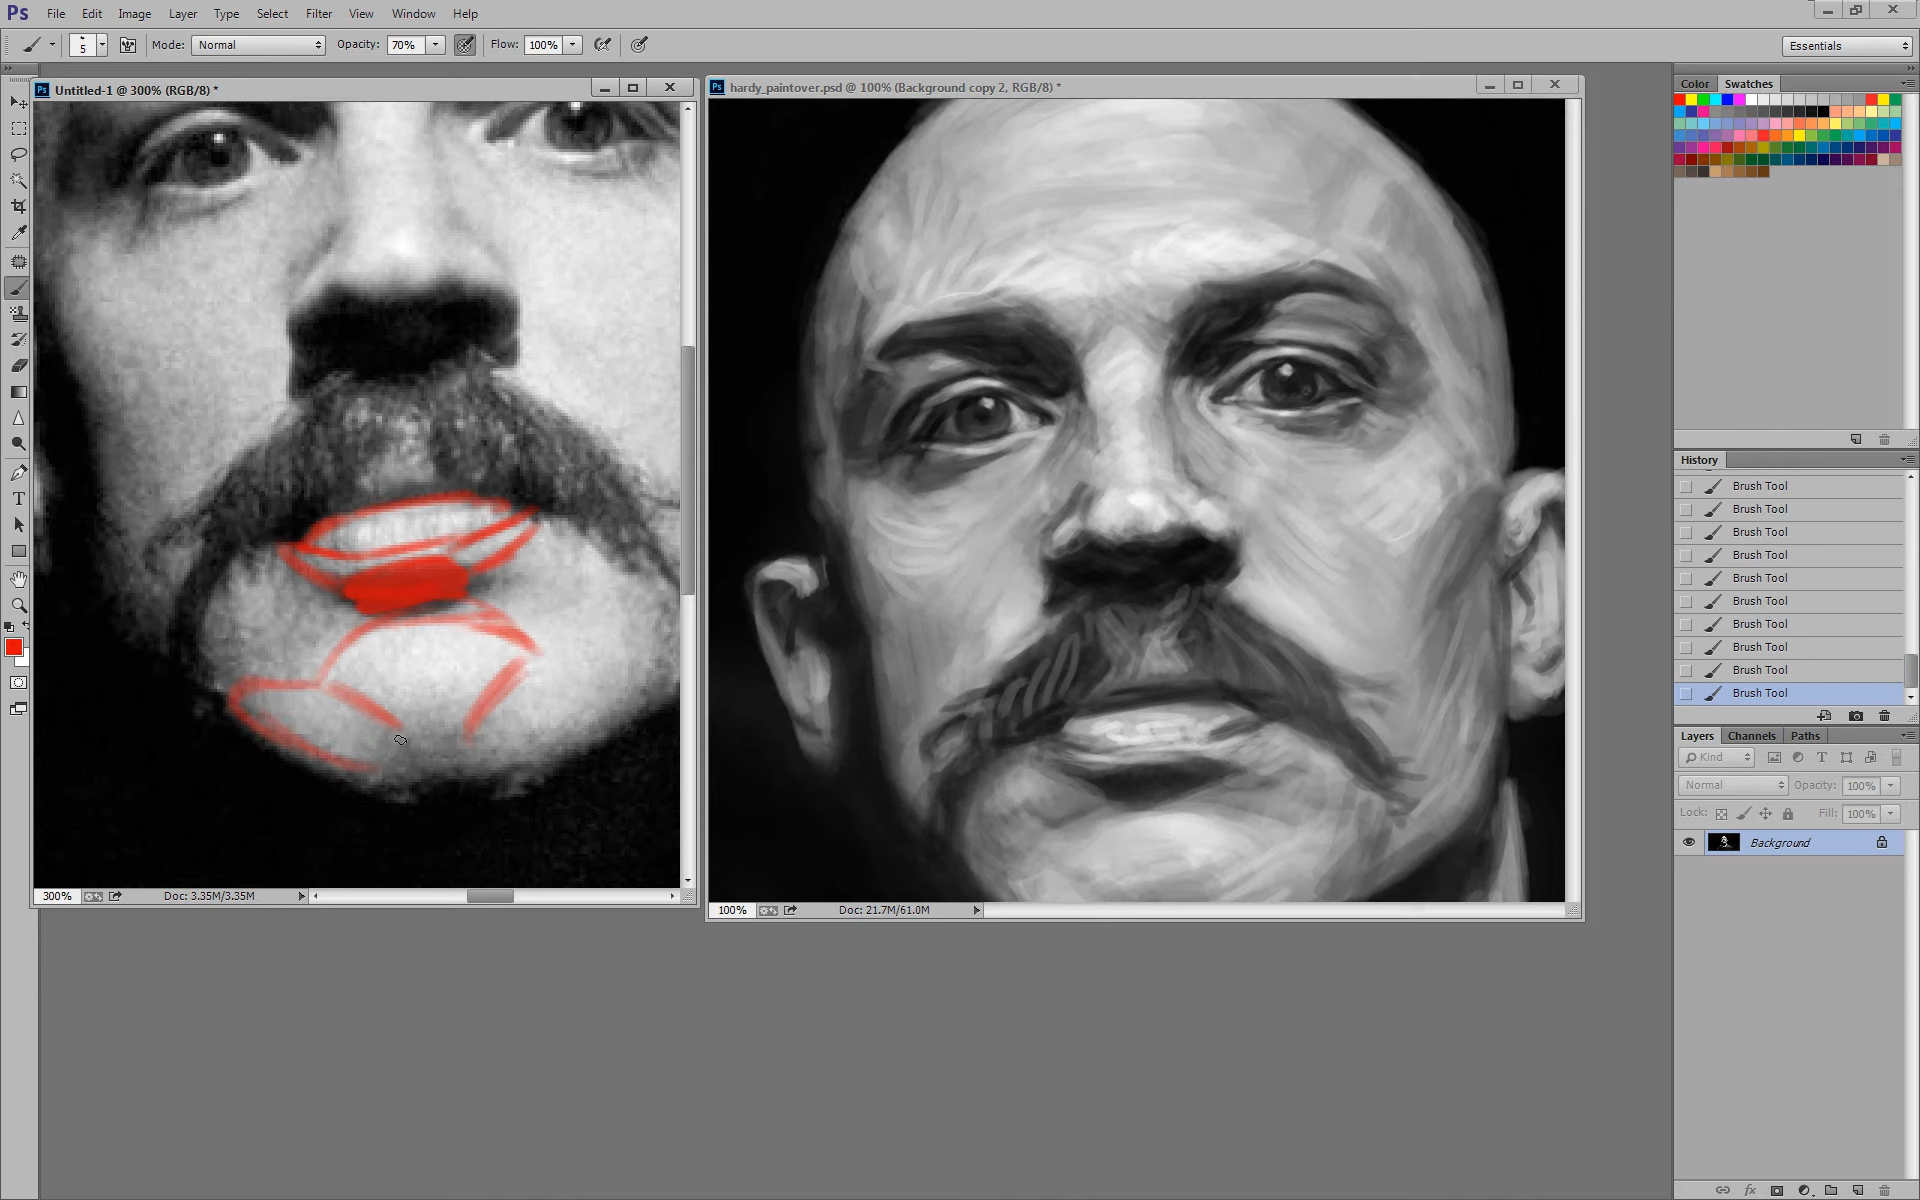 Ps File Edit Image Layer Type Select Filter View Window Help
5 Mode: Normal Opacity: 70% Flow: 100% Essentials
Ps Untitled-1 @ 300% (RGB/8) *
Ps hardy_paintover.psd @ 100% (Background copy 2, RGB/8) *
Color Swatches
History
Brush Tool
Brush Tool
Brush Tool
Brush Tool
Brush Tool
Brush Tool
Brush Tool
Brush Tool
Brush Tool
Brush Tool
Layers Channels Paths
Kind
Normal Opacity: 100%
Lock: Fill: 100%
Background
T
300% Doc: 3.35M/3.35M
100% Doc: 21.7M/61.0M
fx